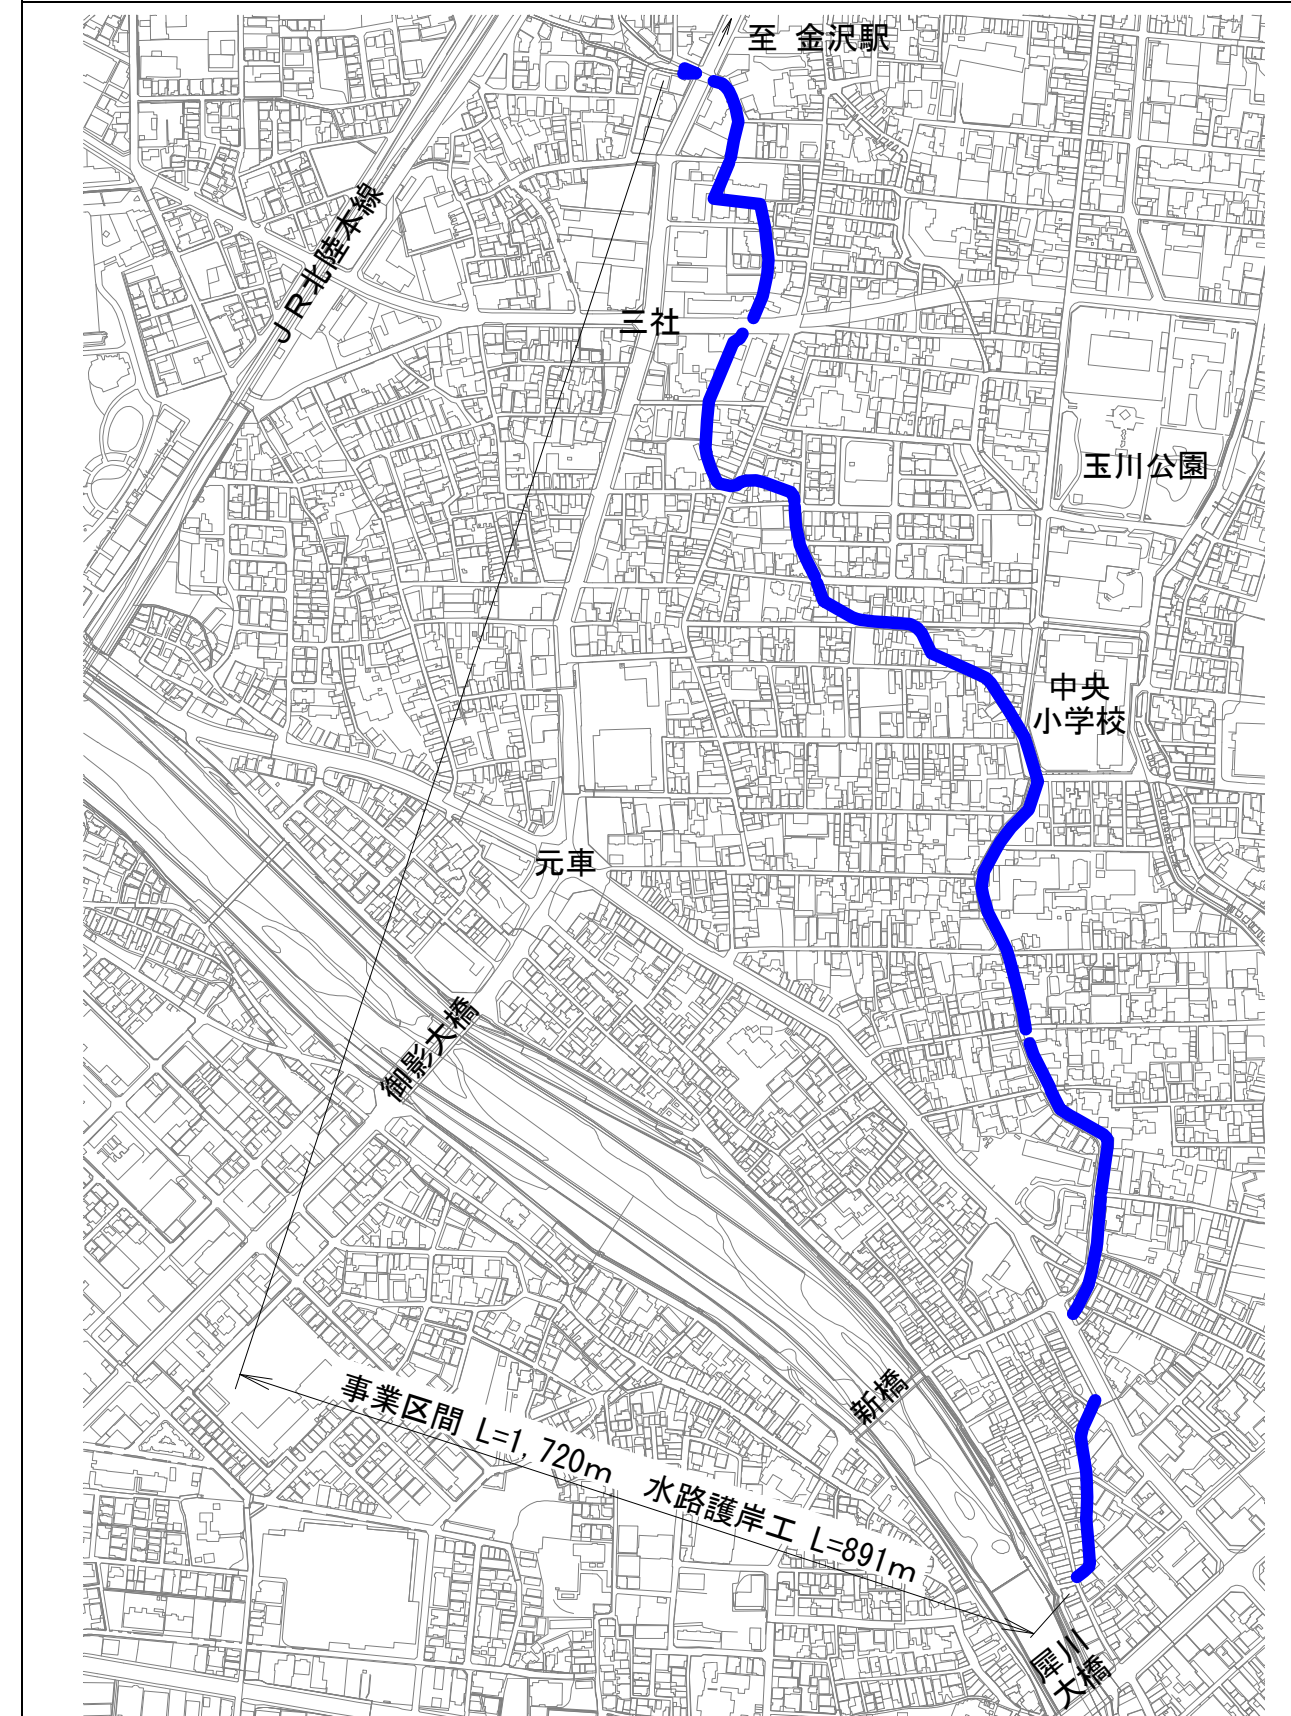 至 金沢駅
JR北陸本線
三社
玉川公園
中央
小学校
元車
御影大橋
新橋
事業区間 L=1,720m 水路護岸工 L=891m
犀川
大橋